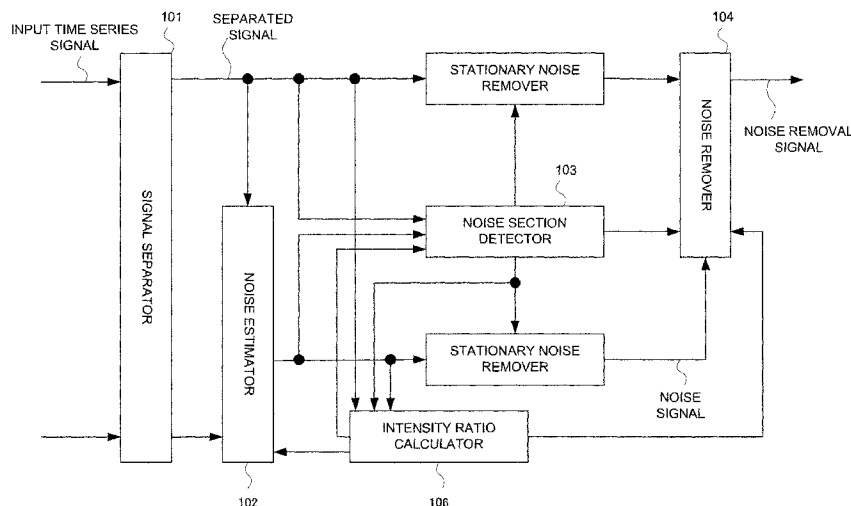 101
104
INPUT TIME SERIES
SIGNAL
SEPARATED
SIGNAL
STATIONARY NOISE
REMOVER
NOISE REMOVER
NOISE REMOVAL
SIGNAL
SIGNAL SEPARATOR
103
NOISE SECTION
DETECTOR
NOISE ESTIMATOR
STATIONARY NOISE
REMOVER
NOISE
SIGNAL
INTENSITY RATIO
CALCULATOR
102
106